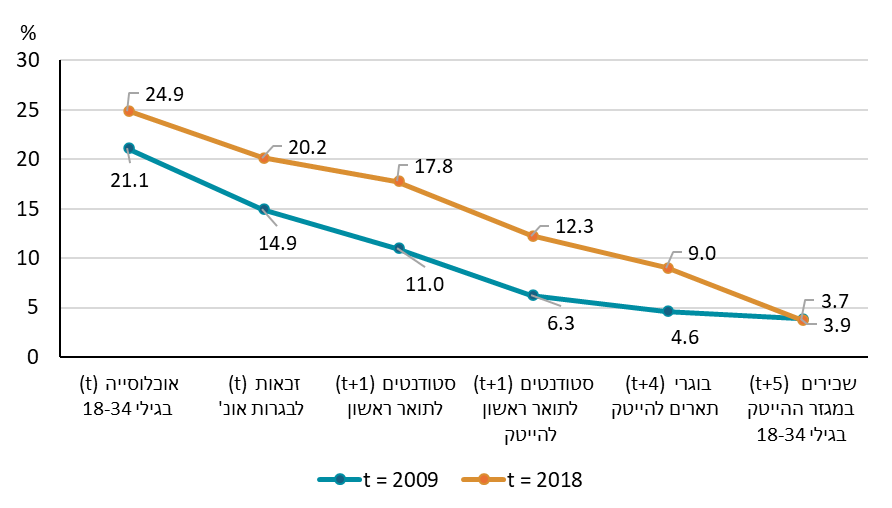 %
30
25
20
15
10
5
0
24.9
20.2
17.8
12.3
9.0
3.7
21.1
14.9
11.0
6.3
4.6
3.9
אוכלוסייה (t)
בגילי 18-34
זכאות (t)
לבגרות אונ'
סטודנטים (t+1)
לתואר ראשון
סטודנטים (t+1)
לתואר ראשון
להייטק
בוגרי (t+4)
תארים להייטק
שכירים (t+5)
במגזר ההייטק
בגילי 18-34
t = 2009
t = 2018